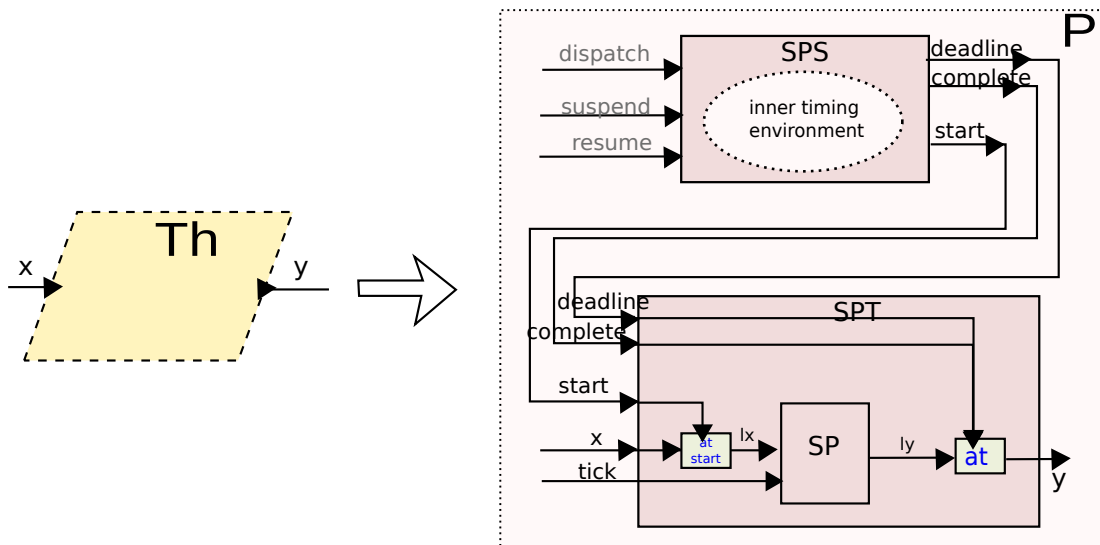 x
Th
y
P
dispatch
suspend
resume
SPS
inner timing
environment
deadline
complete
start
deadline
complete
start
x
tick
SPT
at
start
lx
SP
ly
at
y